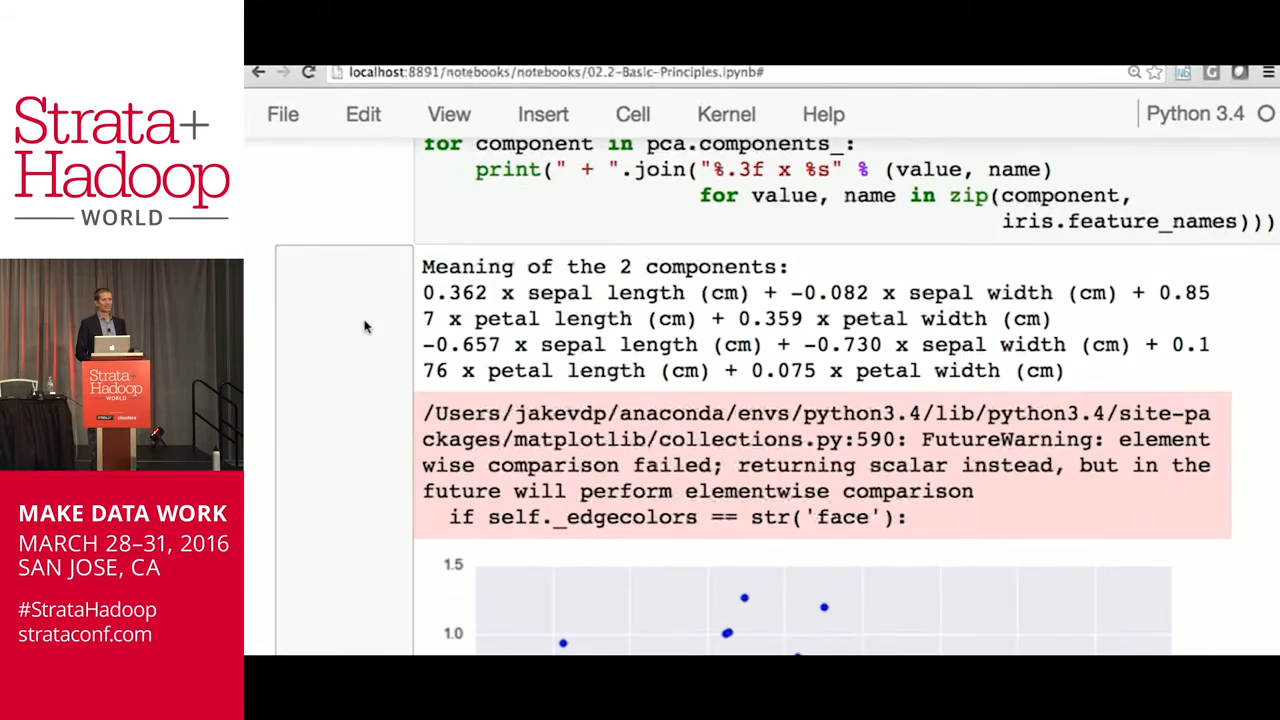 Strata+
Hadoop
WORLD
Strata+
Hadoop
WORLD
MAKE DATA WORK
MARCH 28–31, 2016
SAN JOSE, CA
#StrataHadoop
strataconf.com
localhost:8891/notebooks/notebooks/02.2-Basic-Principles.ipynb#
File Edit View Insert Cell Kernel Help Python 3.4
for component in pca.components_:
print(" + ".join("%.3f x %s" % (value, name)
for value, name in zip(component,
iris.feature_names)))
Meaning of the 2 components:
0.362 x sepal length (cm) + -0.082 x sepal width (cm) + 0.85
7 x petal length (cm) + 0.359 x petal width (cm)
-0.657 x sepal length (cm) + -0.730 x sepal width (cm) + 0.1
76 x petal length (cm) + 0.075 x petal width (cm)
/Users/jakevdp/anaconda/envs/python3.4/lib/python3.4/site-pa
ckages/matplotlib/collections.py:590: FutureWarning: element
wise comparison failed; returning scalar instead, but in the
future will perform elementwise comparison
if self._edgecolors == str('face'):
1.5
1.0